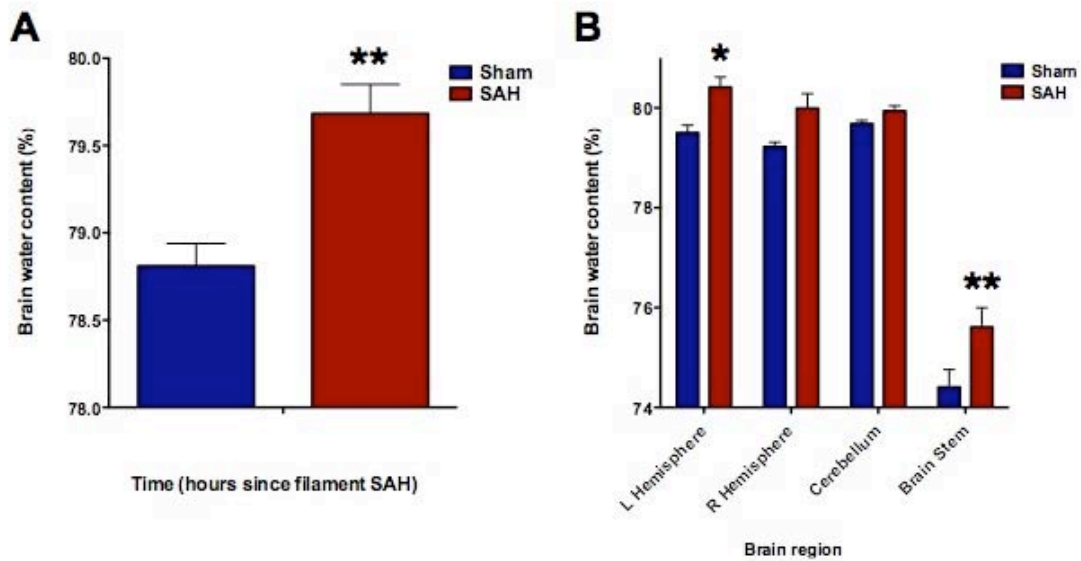 A
Brain water content (%)
80.0
79.5
79.0
78.5
78.0
**
Sham
SAH
Time (hours since filament SAH)
B
Brain water content (%)
80
78
76
74
*
**
Sham
SAH
L Hemisphere
R Hemisphere
Cerebellum
Brain Stem
Brain region